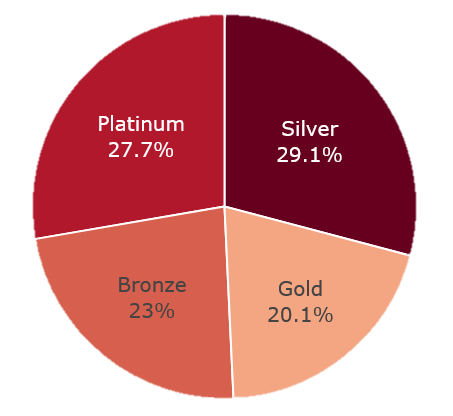 Platinum
27.7%
Silver
29.1%
Bronze
23%
Gold
20.1%